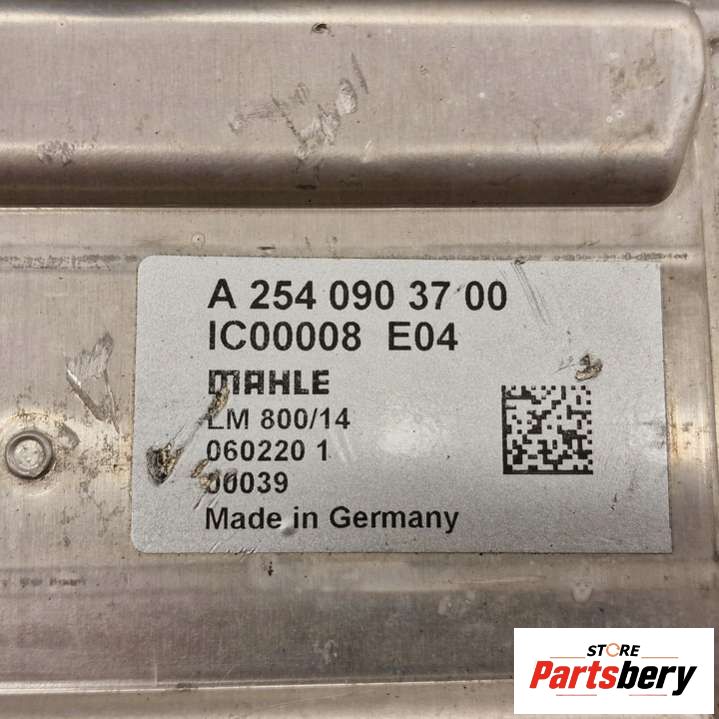 A 254 090 37 00
IC00008 E04
MAHLE
LM 800/14
060220 1
00039
Made in Germany
STORE
Partsbery